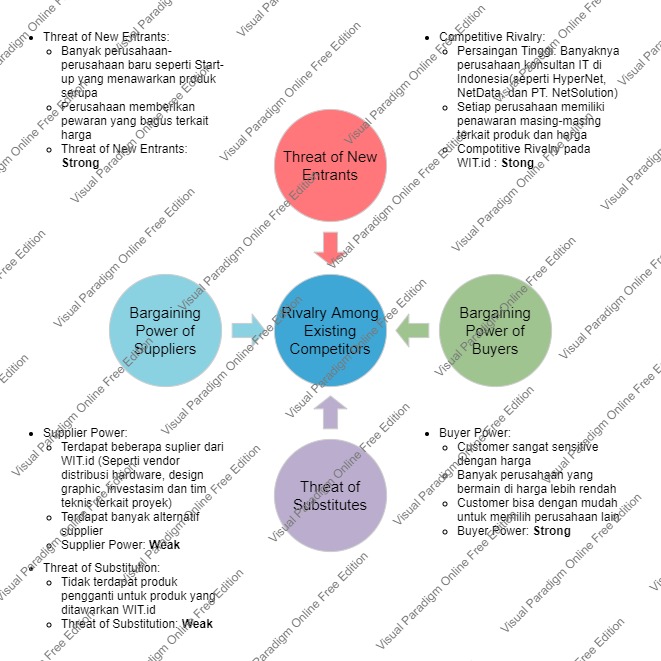 Threat of New Entrants:
Banyak perusahaan-
perusahaan baru seperti Start-
up yang menawarkan produk
serupa
Perusahaan memberikan
pewaran yang bagus terkait
harga
Threat of New Entrants:
Strong
Competitive Rivalry:
Persaingan Tinggi: Banyaknya
perusahaan konsultan IT di
Indonesia(seperti HyperNet,
NetData, dan PT. NetSolution)
Setiap perusahaan memiliki
penawaran masing-masing
terkait produk dan harga
Compotitive Rivalry pada
WIT.id : Stong
Threat of New
Entrants
Bargaining
Power of
Suppliers
Rivalry Among
Existing
Competitors
Bargaining
Power of
Buyers
Threat of
Substitutes
Supplier Power:
Terdapat beberapa suplier dari
WIT.id (Seperti vendor
distribusi hardware, design
graphic, investasim dan tim
teknis terkait proyek)
Terdapat banyak alternatif
supplier
Supplier Power: Weak
Threat of Substitution:
Tidak terdapat produk
pengganti untuk produk yang
ditawarkan WIT.id
Threat of Substitution: Weak
Buyer Power:
Customer sangat sensitive
dengan harga
Banyak perusahaan yang
bermain di harga lebih rendah
Customer bisa dengan mudah
untuk memilih perusahaan lain
Buyer Power: Strong
Visual Paradigm Online Free Edition